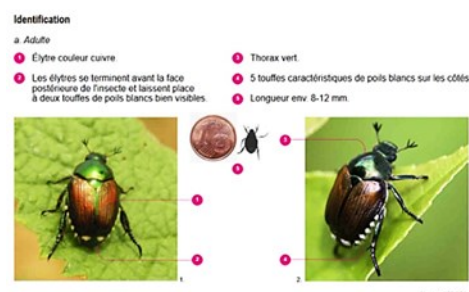 Identification
a. Adulte
1 Élytre couleur cuivre
2 Les élytres se terminent avant la face
postérieure de l'insecte et laissent place
à deux touffes de poils blancs bien visibles.
3 Thorax vert.
4 5 touffes caractéristiques de poils blancs sur les côtés
5 Longueur env. 8-12 mm.
1
2
3
4
1.
2.